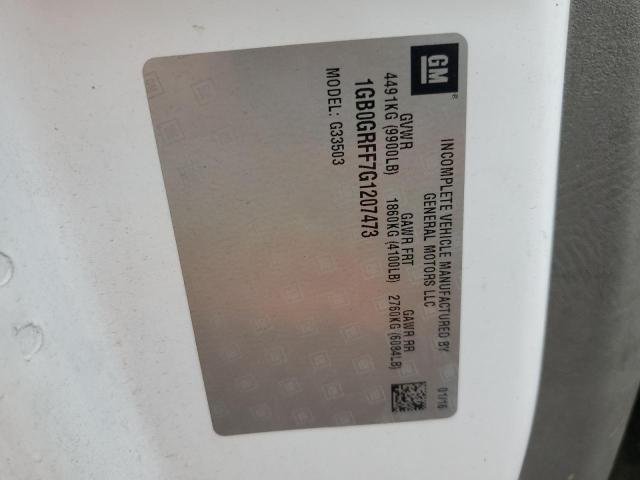 GM®
INCOMPLETE VEHICLE MANUFACTURED BY
GENERAL MOTORS LLC
01/16
GVWR GAWR FRT GAWR RR
4491KG (9900LB) 1860KG (4100LB) 2760KG (6084LB)
1GB0GRFF7G1207473
MODEL: G33503